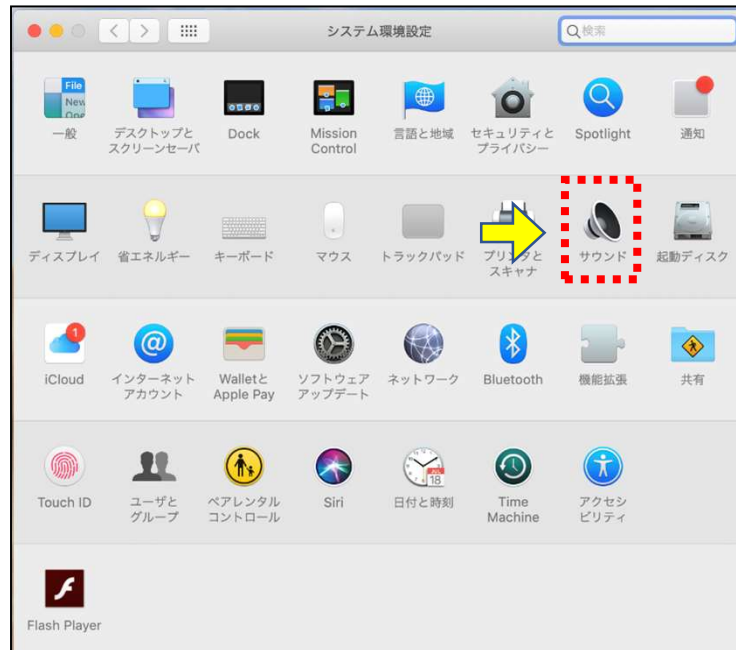 システム環境設定
検索
File
New
Ope
一般
デスクトップと
スクリーンセーバ
Dock
Mission
Control
言語と地域
セキュリティと
プライバシー
Spotlight
通知
ディスプレイ
省エネルギー
キーボード
マウス
トラックパッド
プリンタと
スキャナ
サウンド
起動ディスク
1
iCloud
インターネット
アカウント
Walletと
Apple Pay
ソフトウェア
アップデート
ネットワーク
Bluetooth
機能拡張
共有
Touch ID
ユーザと
グループ
ペアレンタル
コントロール
Siri
JUL
18
日付と時刻
Time
Machine
アクセシ
ビリティ
Flash Player